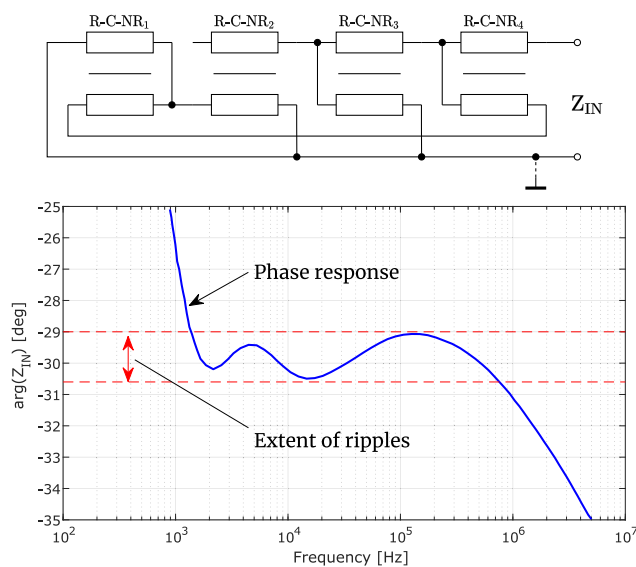 R-C-NR1 R-C-NR2 R-C-NR3 R-C-NR4
ZIN
-25
-26
-27
-28
-29
-30
-31
-32
-33
-34
-35
arg(ZIN) [deg]
Phase response
Extent of ripples
10^2 10^3 10^4 10^5 10^6 10^7
Frequency [Hz]